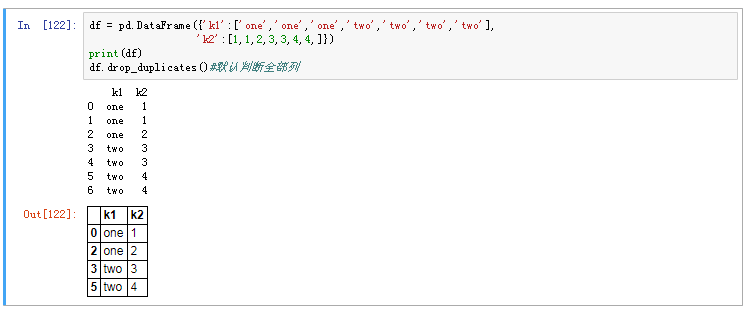 In [122]: df = pd.DataFrame({'k1':['one','one','one','two','two','two','two'],
'k2':[1,1,2,3,3,4,4,]})
print(df)
df.drop_duplicates()#默认判断全部列
k1 k2
0 one 1
1 one 1
2 one 2
3 two 3
4 two 3
5 two 4
6 two 4
Out[122]:
k1 k2
0 one 1
2 one 2
3 two 3
5 two 4